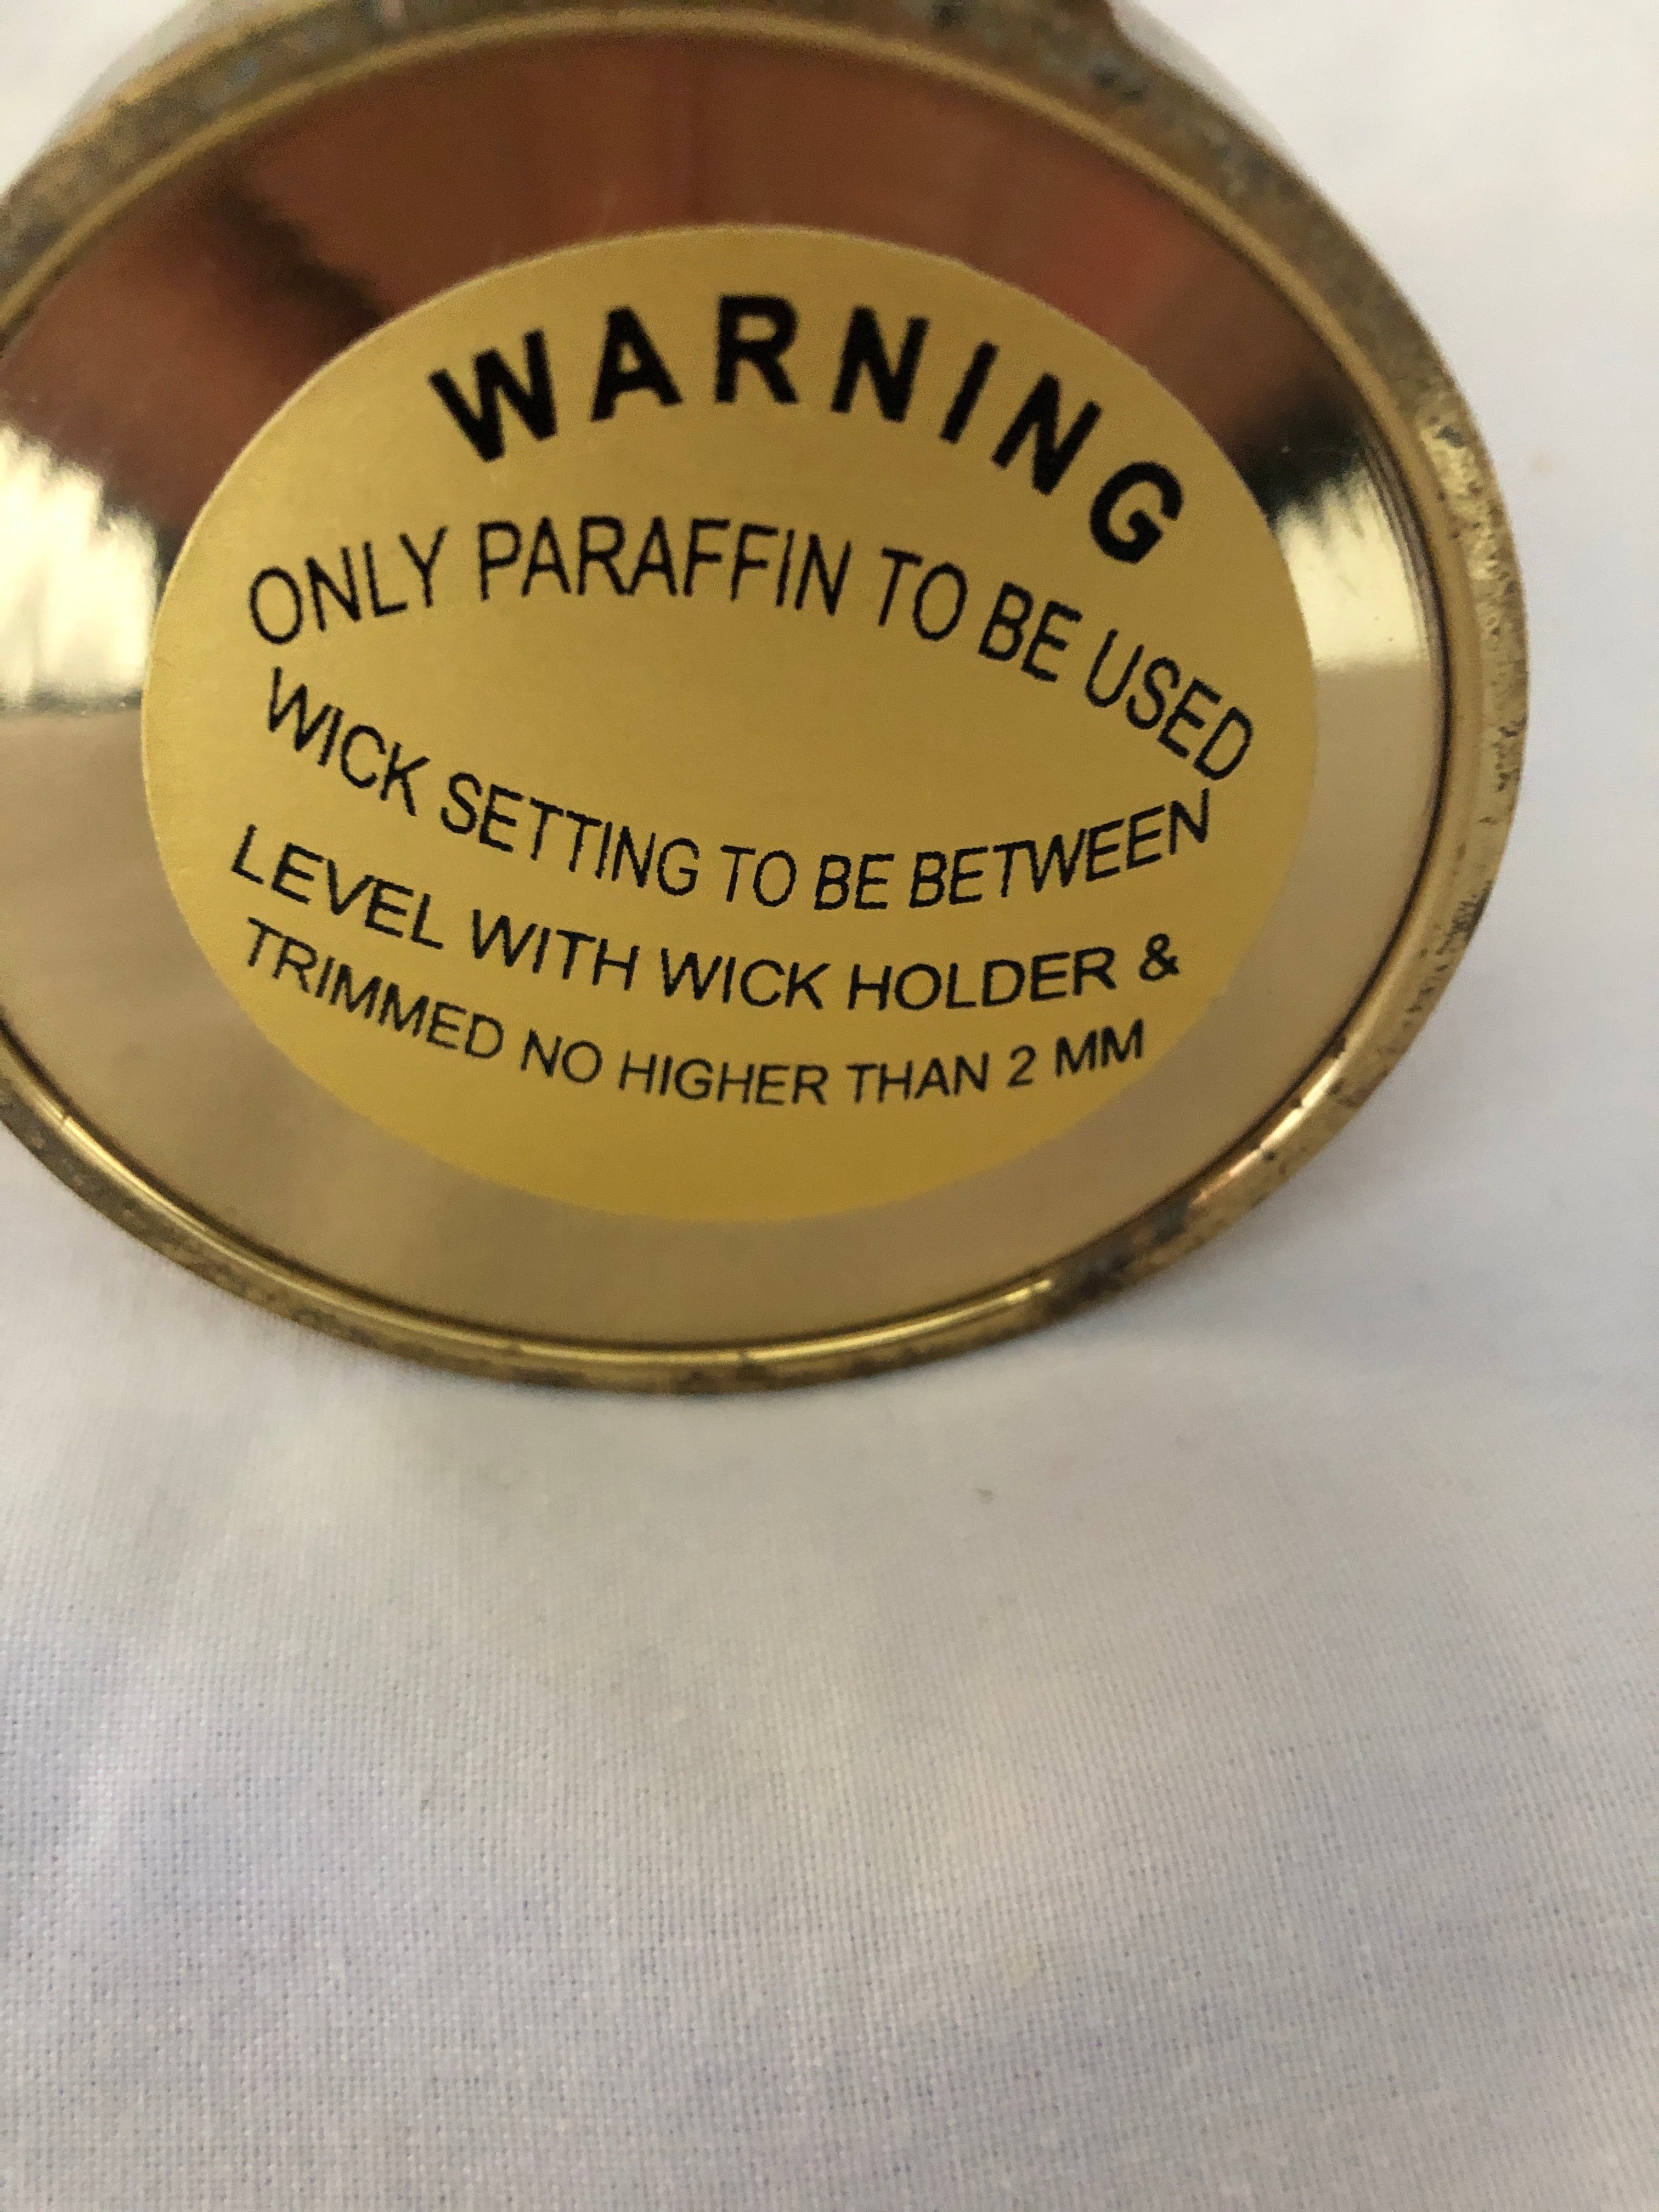 WARNING
ONLY PARAFFIN TO BE USED
WICK SETTING TO BE BETWEEN
LEVEL WITH WICK HOLDER &
TRIMMED NO HIGHER THAN 2 MM